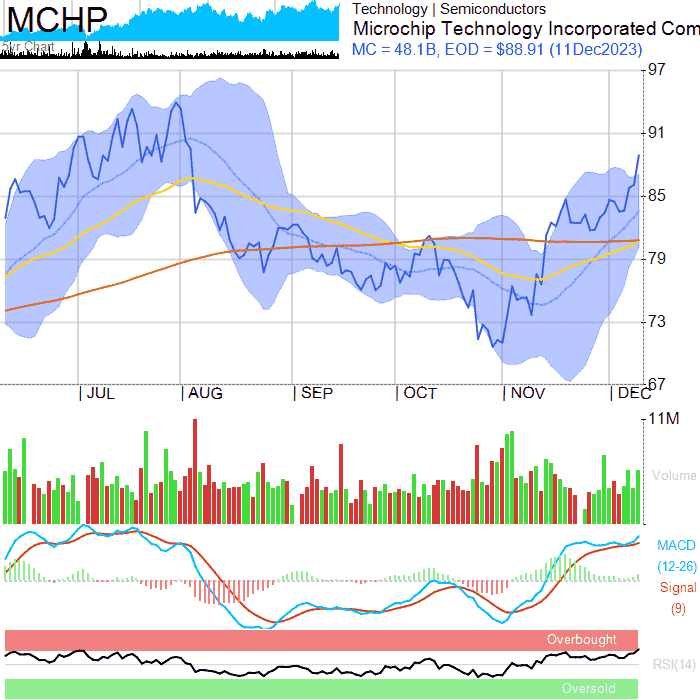 MCHP
5yr Chart
Technology | Semiconductors
Microchip Technology Incorporated Com
MC = 48.1B, EOD = $88.91 (11Dec2023)
97
91
85
79
73
67
JUL
AUG
SEP
OCT
NOV
DEC
11M
Volume
MACD
(12-26)
Signal
(9)
Overbought
RSI(14)
Oversold